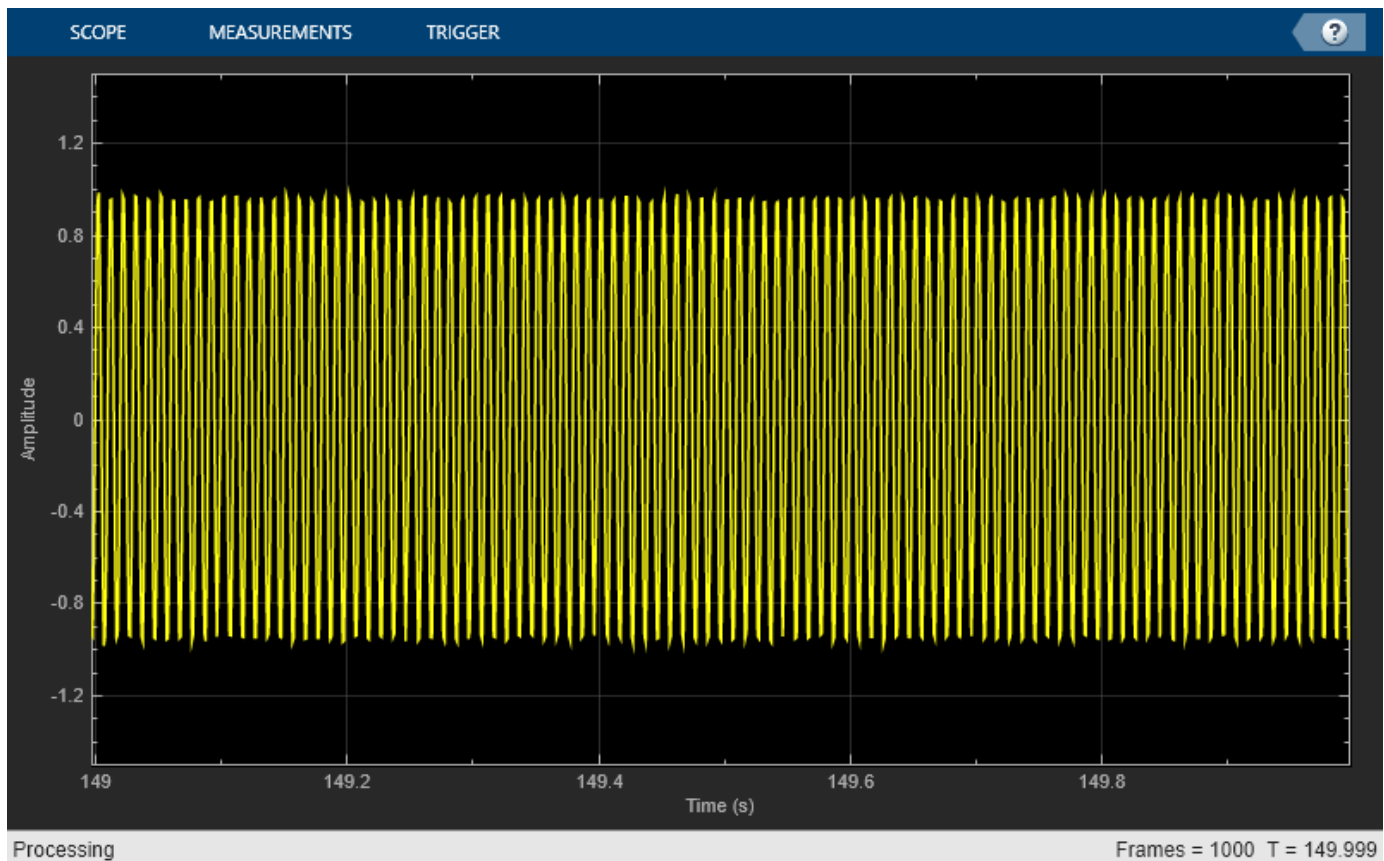 SCOPE MEASUREMENTS TRIGGER ?
1.2
0.8
0.4
0
-0.4
-0.8
-1.2
Amplitude
149 149.2 149.4 149.6 149.8
Time (s)
Processing Frames = 1000 T = 149.999